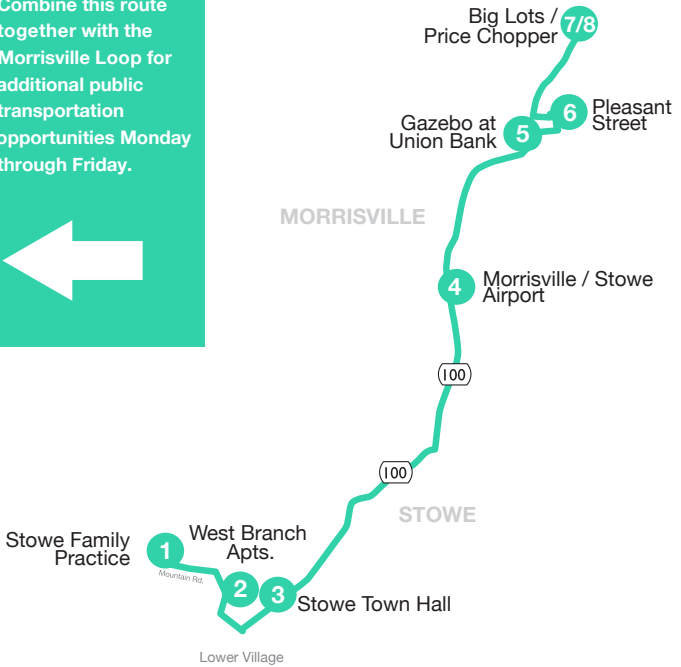 Combine this route
together with the
Morrisville Loop for
additional public
transportation
opportunities Monday
through Friday.
Big Lots /
Price Chopper
7/8
6
Pleasant
Street
Gazebo at
Union Bank
5
MORRISVILLE
4
Morrisville / Stowe
Airport
100
100
STOWE
Stowe Family
Practice
1
Mountain Rd.
West Branch
Apts.
2
3
Stowe Town Hall
Lower Village